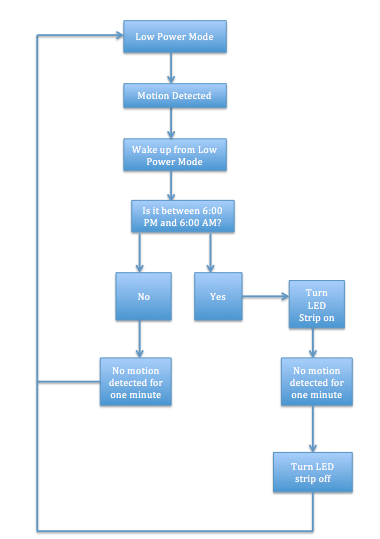 Low Power Mode
Motion Detected
Wake up from Low
Power Mode
Is it between 6:00
PM and 6:00 AM?
No
Yes
Turn
LED
Strip on
No motion
detected for
one minute
No motion
detected for
one minute
Turn LED
strip off